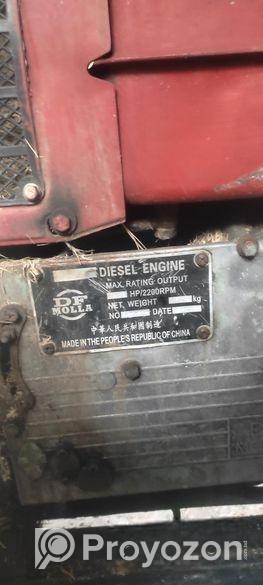 DIESEL ENGINE
MAX. RATING OUTPUT
HP/2200RPM
DF
MOLLA
NET. WEIGHT kg
NO DATE
中華人民共和國制造
MADE IN THE PEOPLE'S REPUBLIC OF CHINA
Proyozon